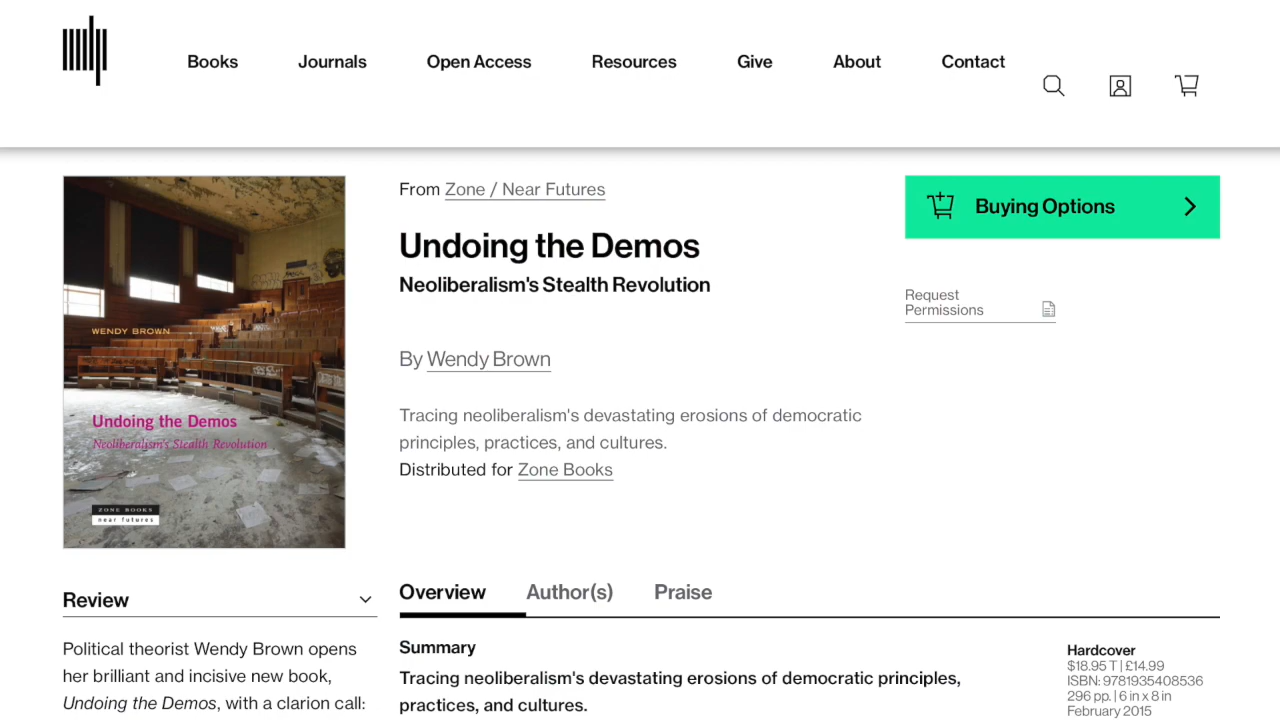 Books Journals Open Access Resources Give About Contact
WENDY BROWN
Undoing the Demos
Neoliberalism's Stealth Revolution
ZONE BOOKS
near futures
From Zone / Near Futures
Undoing the Demos
Neoliberalism's Stealth Revolution
By Wendy Brown
Tracing neoliberalism's devastating erosions of democratic
principles, practices, and cultures.
Distributed for Zone Books
Buying Options
Request
Permissions
Review
Political theorist Wendy Brown opens
her brilliant and incisive new book,
Undoing the Demos, with a clarion call:
Overview Author(s) Praise
Summary
Tracing neoliberalism's devastating erosions of democratic principles,
practices, and cultures.
Hardcover
$18.95 T | £14.99
ISBN: 9781935408536
296 pp. | 6 in x 8 in
February 2015